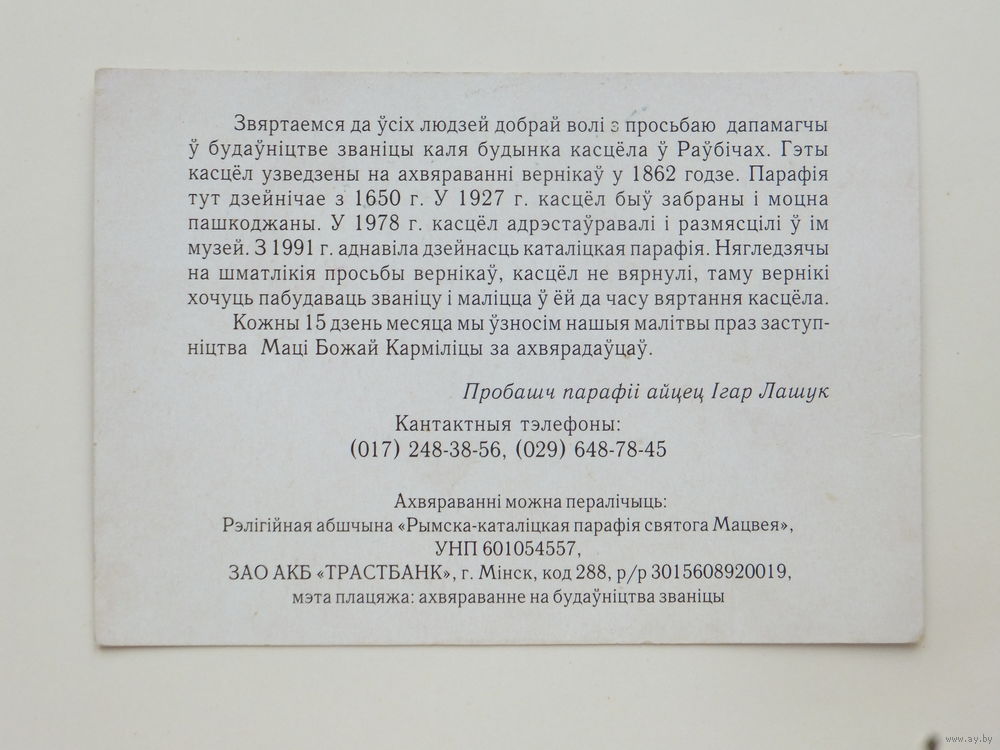 Звяртаемся да ўсіх людзей добрай волі з просьбаю дапамагчы
ў будаўніцтве званіцы каля будынка касцёла ў Раўбічах. Гэты
касцёл узведзены на ахвяраванні вернікаў у 1862 годзе. Парафія
тут дзейнічае з 1650 г. У 1927 г. касцёл быў забраны і моцна
пашкоджаны. У 1978 г. касцёл адрэстаўравалі і размясцілі ў ім
музей. З 1991 г. аднавіла дзейнасць каталіцкая парафія. Нягледзячы
на шматлікія просьбы вернікаў, касцёл не вярнулі, таму вернікі
хочуць пабудаваць званіцу і маліцца ў ёй да часу вяртання касцёла.
Кожны 15 дзень месяца мы ўзносім нашыя малітвы праз заступ-
ніцтва Маці Божай Карміліцы за ахвярадаўцаў.
Пробашч парафіі айцец Ігар Лашук
Кантактныя тэлефоны:
(017) 248-38-56, (029) 648-78-45
Ахвяраванні можна пералічыць:
Рэлігійная абшчына «Рымска-каталіцкая парафія святога Мацвея»,
УНП 601054557,
ЗАО АКБ «ТРАСТБАНК», г. Мінск, код 288, р/р 3015608920019,
мэта плацяжа: ахвяраванне на будаўніцтва званіцы
www.ay.by